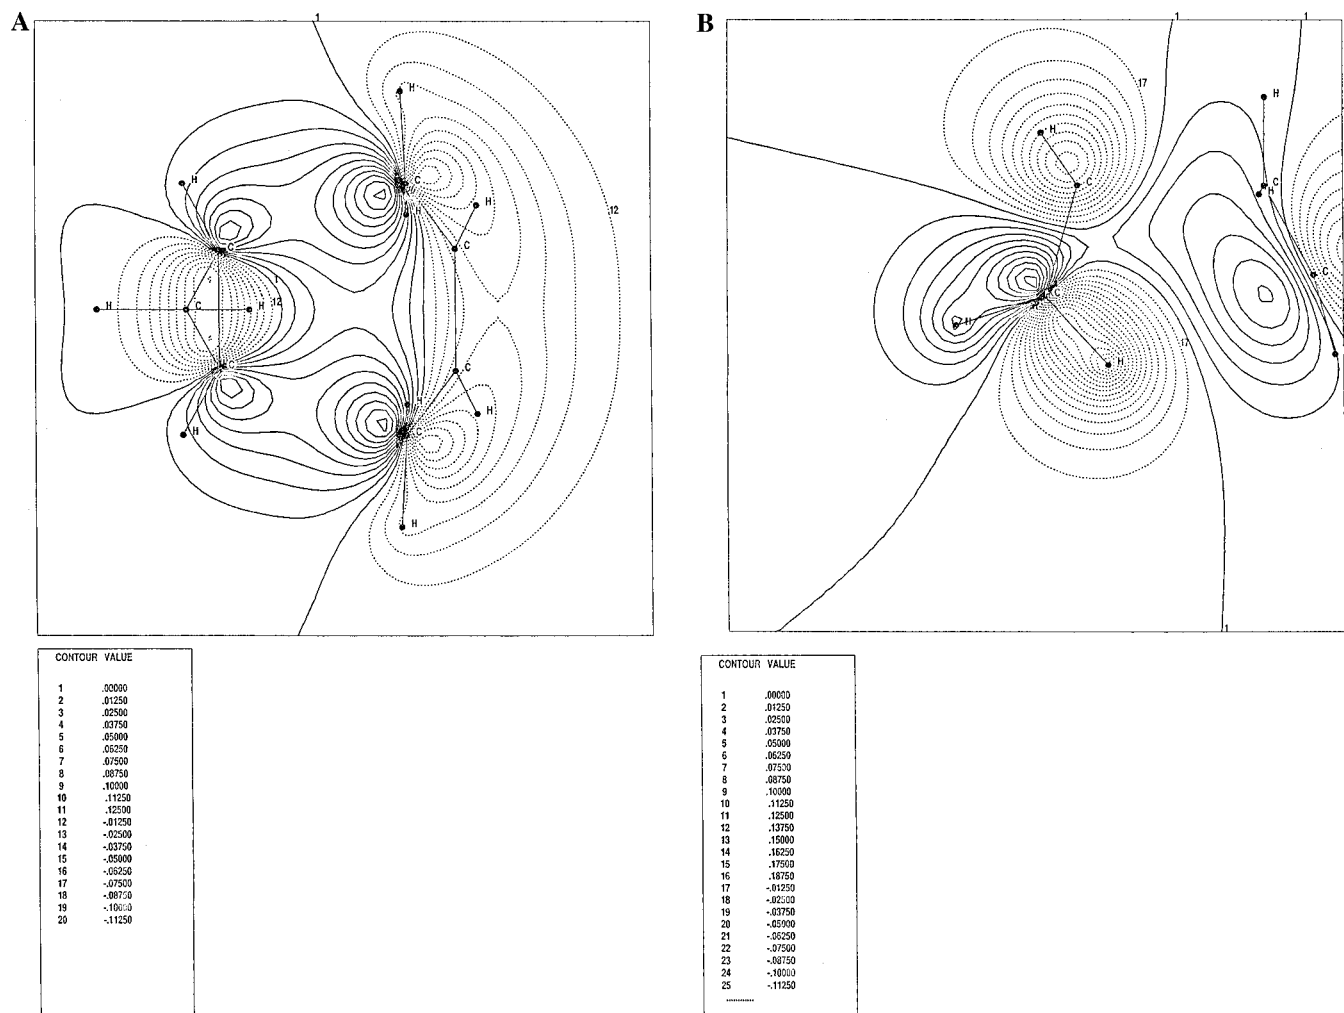 A
1
H
H
C
C
H
H
H
C
1
12
H
C
H
12
C
C
H
H
H
C
H
B
1
1
17
H
H
C
C
H
C
C
H
H
17
1
CONTOUR VALUE
1 .00000
2 .01250
3 .02500
4 .03750
5 .05000
6 .06250
7 .07500
8 .08750
9 .10000
10 .11250
11 .12500
12 -.01250
13 -.02500
14 -.03750
15 -.05000
16 -.06250
17 -.07500
18 -.08750
19 -.10000
20 -.11250
CONTOUR VALUE
1 .00000
2 .01250
3 .02500
4 .03750
5 .05000
6 .06250
7 .07500
8 .08750
9 .10000
10 .11250
11 .12500
12 .13750
13 .15000
14 .16250
15 .17500
16 .18750
17 -.01250
18 -.02500
19 -.03750
20 -.05000
21 -.06250
22 -.07500
23 -.08750
24 -.10000
25 -.11250